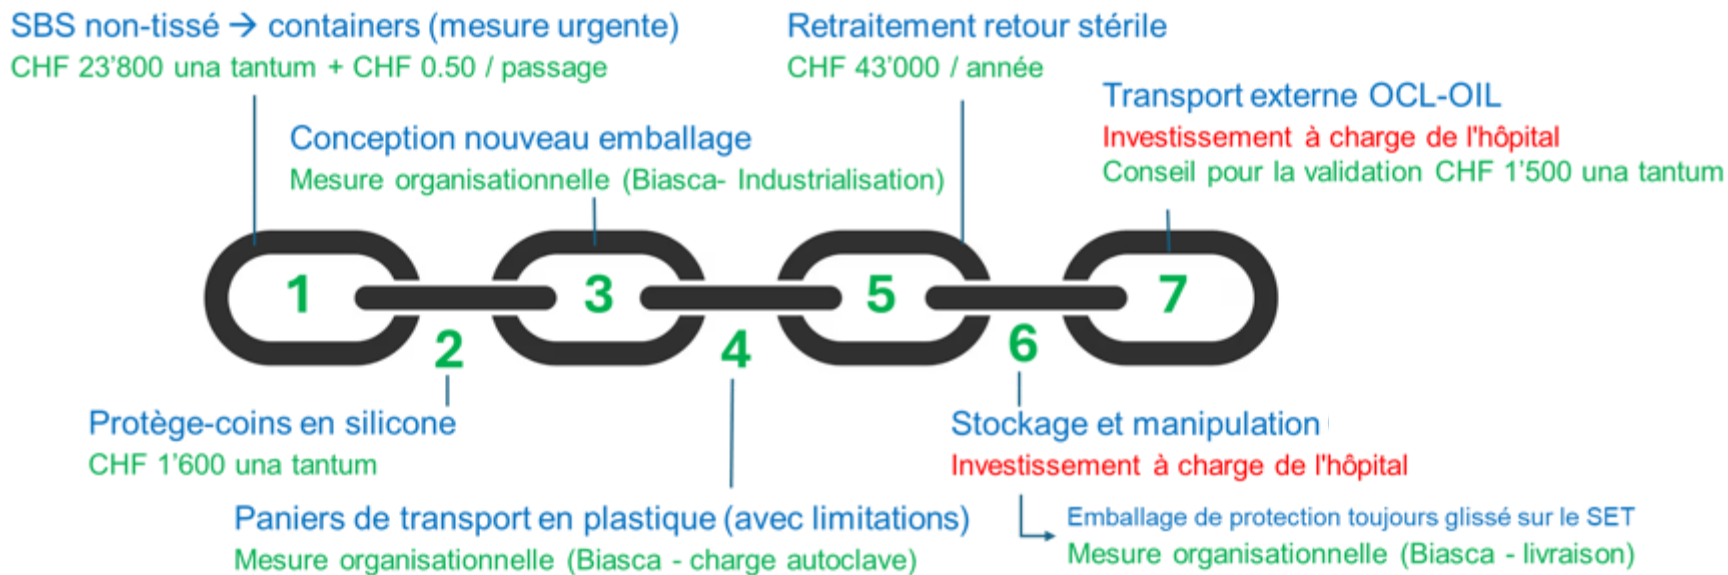 SBS non-tissé → containers (mesure urgente)
CHF 23'800 una tantum + CHF 0.50 / passage
Retraitement retour stérile
CHF 43'000 / année
Transport externe OCL-OIL
Investissement à charge de l'hôpital
Conseil pour la validation CHF 1'500 una tantum
Conception nouveau emballage
Mesure organisationnelle (Biasca- Industrialisation)
1
3
5
7
2
4
6
Protège-coins en silicone
CHF 1'600 una tantum
Stockage et manipulation
Investissement à charge de l'hôpital
Paniers de transport en plastique (avec limitations)
Mesure organisationnelle (Biasca - charge autoclave)
Emballage de protection toujours glissé sur le SET
Mesure organisationnelle (Biasca - livraison)